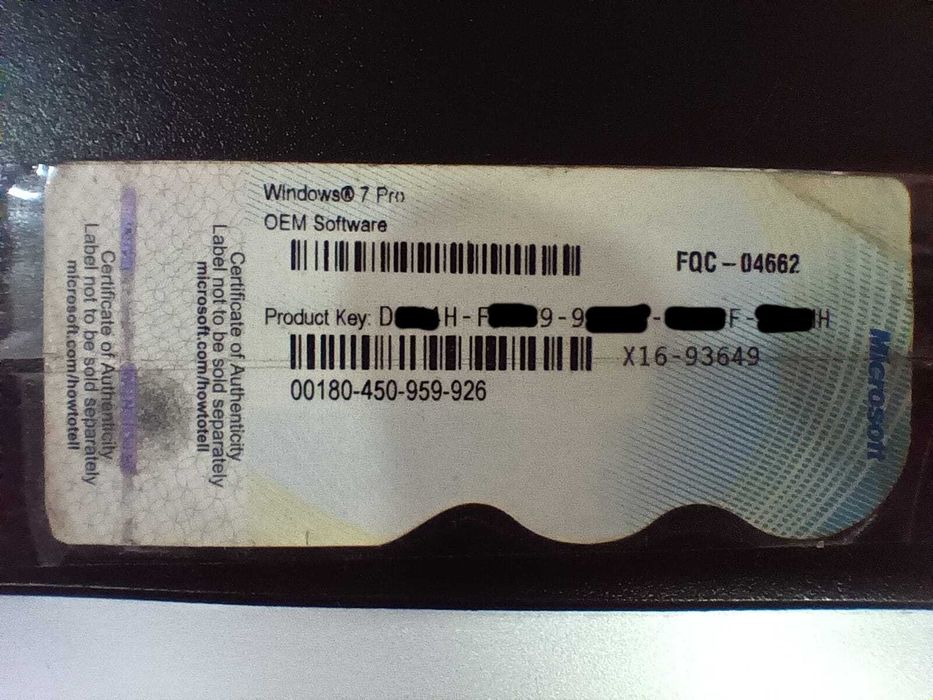 Windows® 7 Pro
OEM Software
FQC-04662
Product Key: D H-F 9-9 - F- H
X16-93649
00180-450-959-926
Certificate of Authenticity
Label not to be sold separately
microsoft.com/howtotell
Certificate of Authenticity
Label not to be sold separately
microsoft.com/howtotell
Microsoft